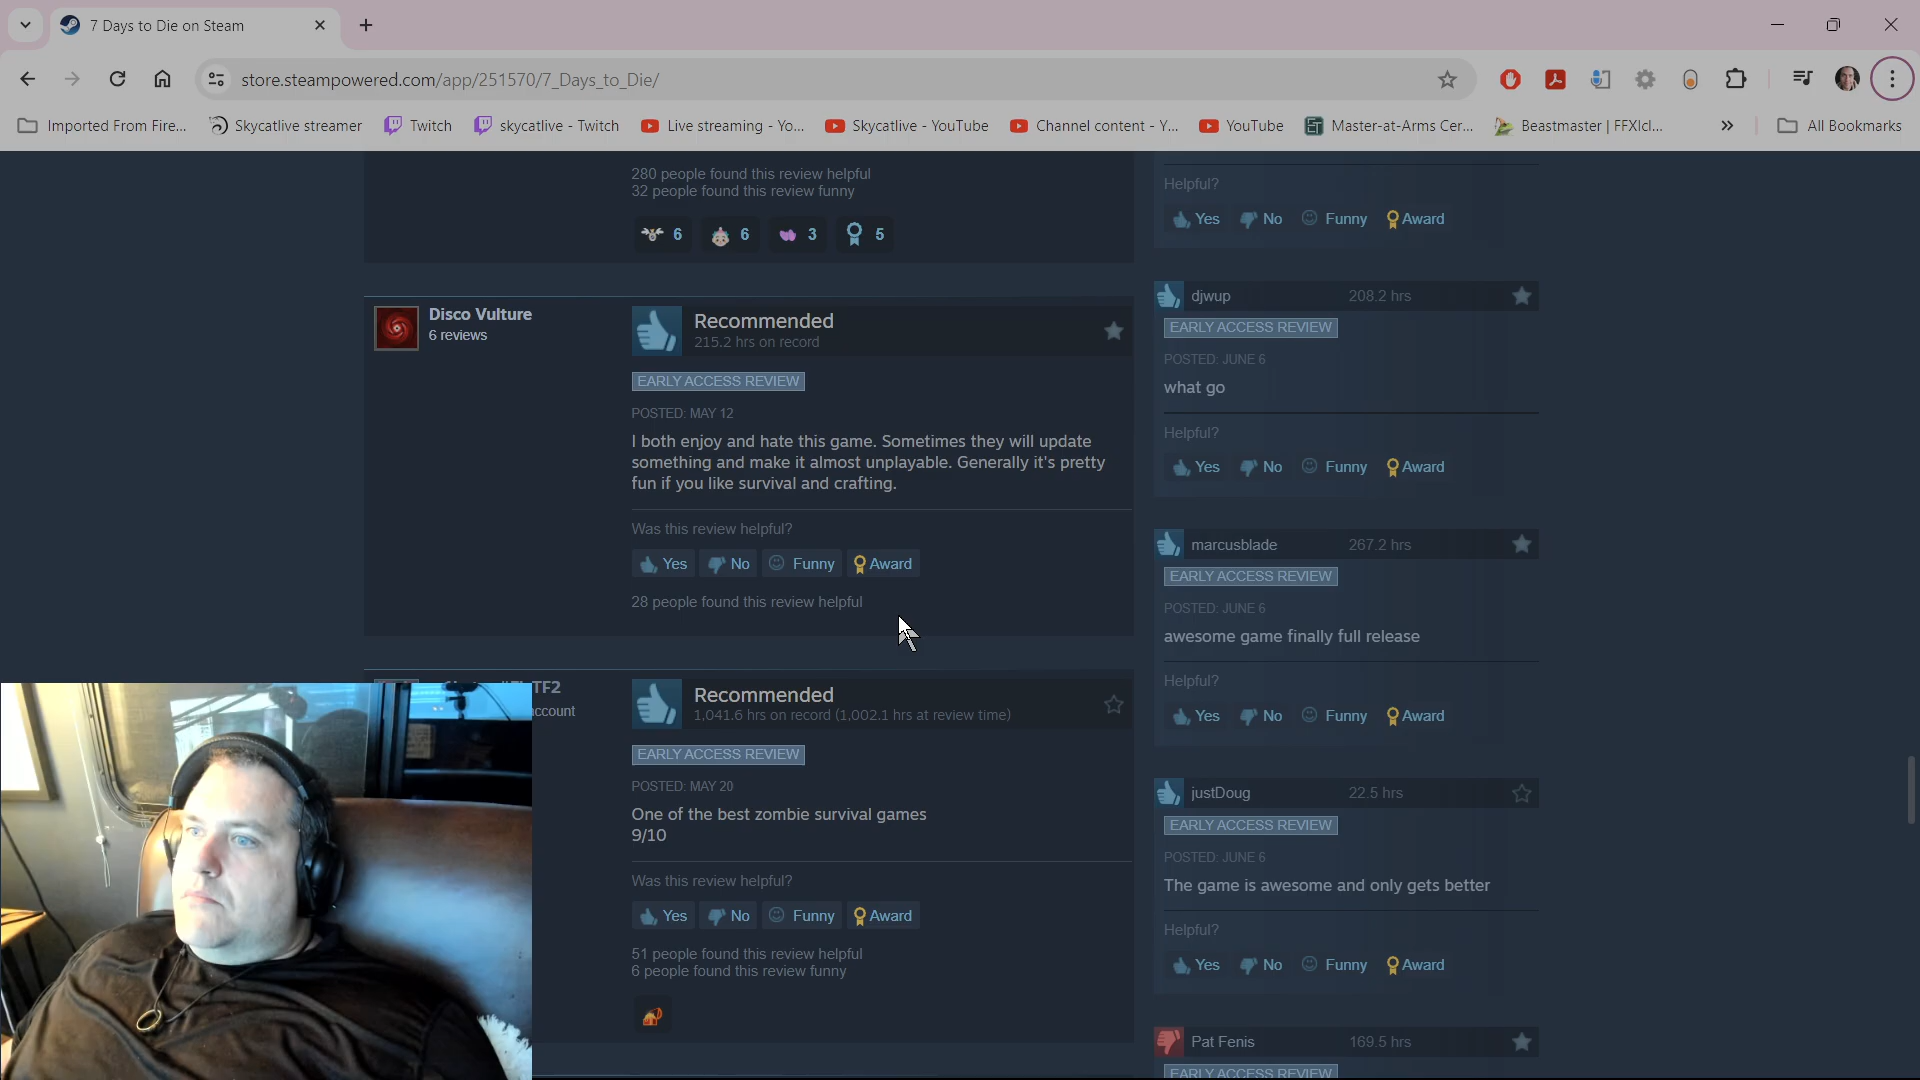 7 Days to Die on Steam
store.steampowered.com/app/251570/7_Days_to_Die/
Imported From Fire...
Skycatlive streamer
Twitch
skycatlive - Twitch
Live streaming - Yo...
Skycatlive - YouTube
Channel content - Y...
YouTube
Master-at-Arms Cer...
Beastmaster | FFXIcl...
All Bookmarks
280 people found this review helpful
32 people found this review funny
6
6
3
5
Disco Vulture
6 reviews
Recommended
215.2 hrs on record
EARLY ACCESS REVIEW
POSTED: MAY 12
I both enjoy and hate this game. Sometimes they will update
something and make it almost unplayable. Generally it's pretty
fun if you like survival and crafting.
Was this review helpful?
Yes
No
Funny
Award
28 people found this review helpful
TF2
ccount
Recommended
1,041.6 hrs on record (1,002.1 hrs at review time)
EARLY ACCESS REVIEW
POSTED: MAY 20
One of the best zombie survival games
9/10
Was this review helpful?
Yes
No
Funny
Award
51 people found this review helpful
6 people found this review funny
Helpful?
Yes
No
Funny
Award
djwup
208.2 hrs
EARLY ACCESS REVIEW
POSTED: JUNE 6
what go
Helpful?
Yes
No
Funny
Award
marcusblade
267.2 hrs
EARLY ACCESS REVIEW
POSTED: JUNE 6
awesome game finally full release
Helpful?
Yes
No
Funny
Award
justDoug
22.5 hrs
EARLY ACCESS REVIEW
POSTED: JUNE 6
The game is awesome and only gets better
Helpful?
Yes
No
Funny
Award
Pat Fenis
169.5 hrs
EARLY ACCESS REVIEW